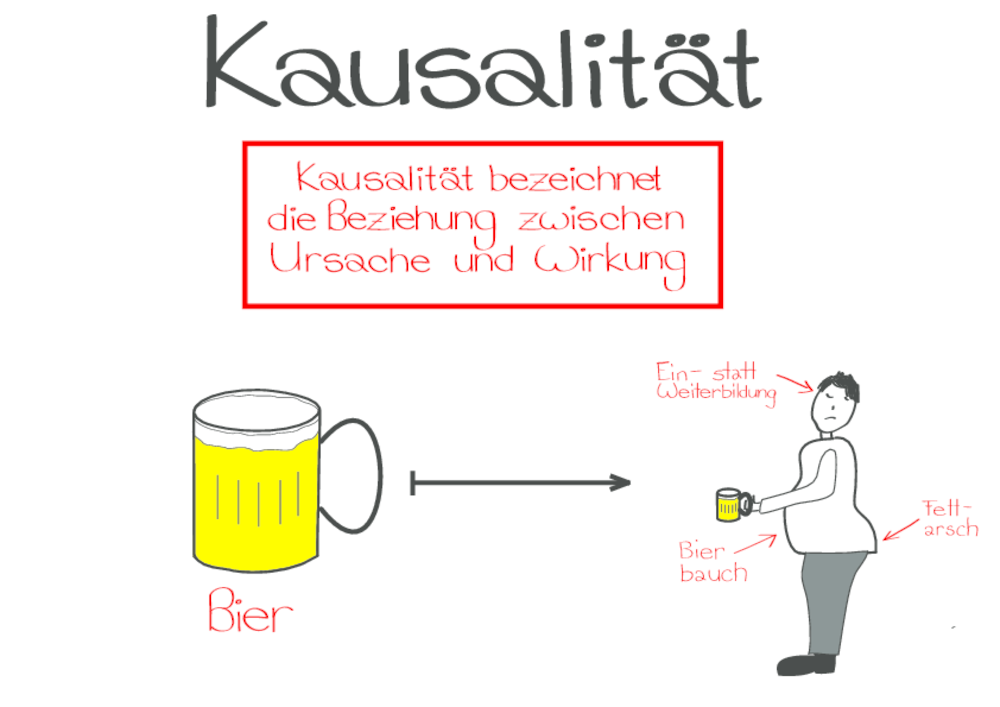 Kausalität
Kausalität bezeichnet
die Beziehung zwischen
Ursache und Wirkung
Ein- statt
Weiterbildung
Fett-
arsch
Bier
bauch
Bier